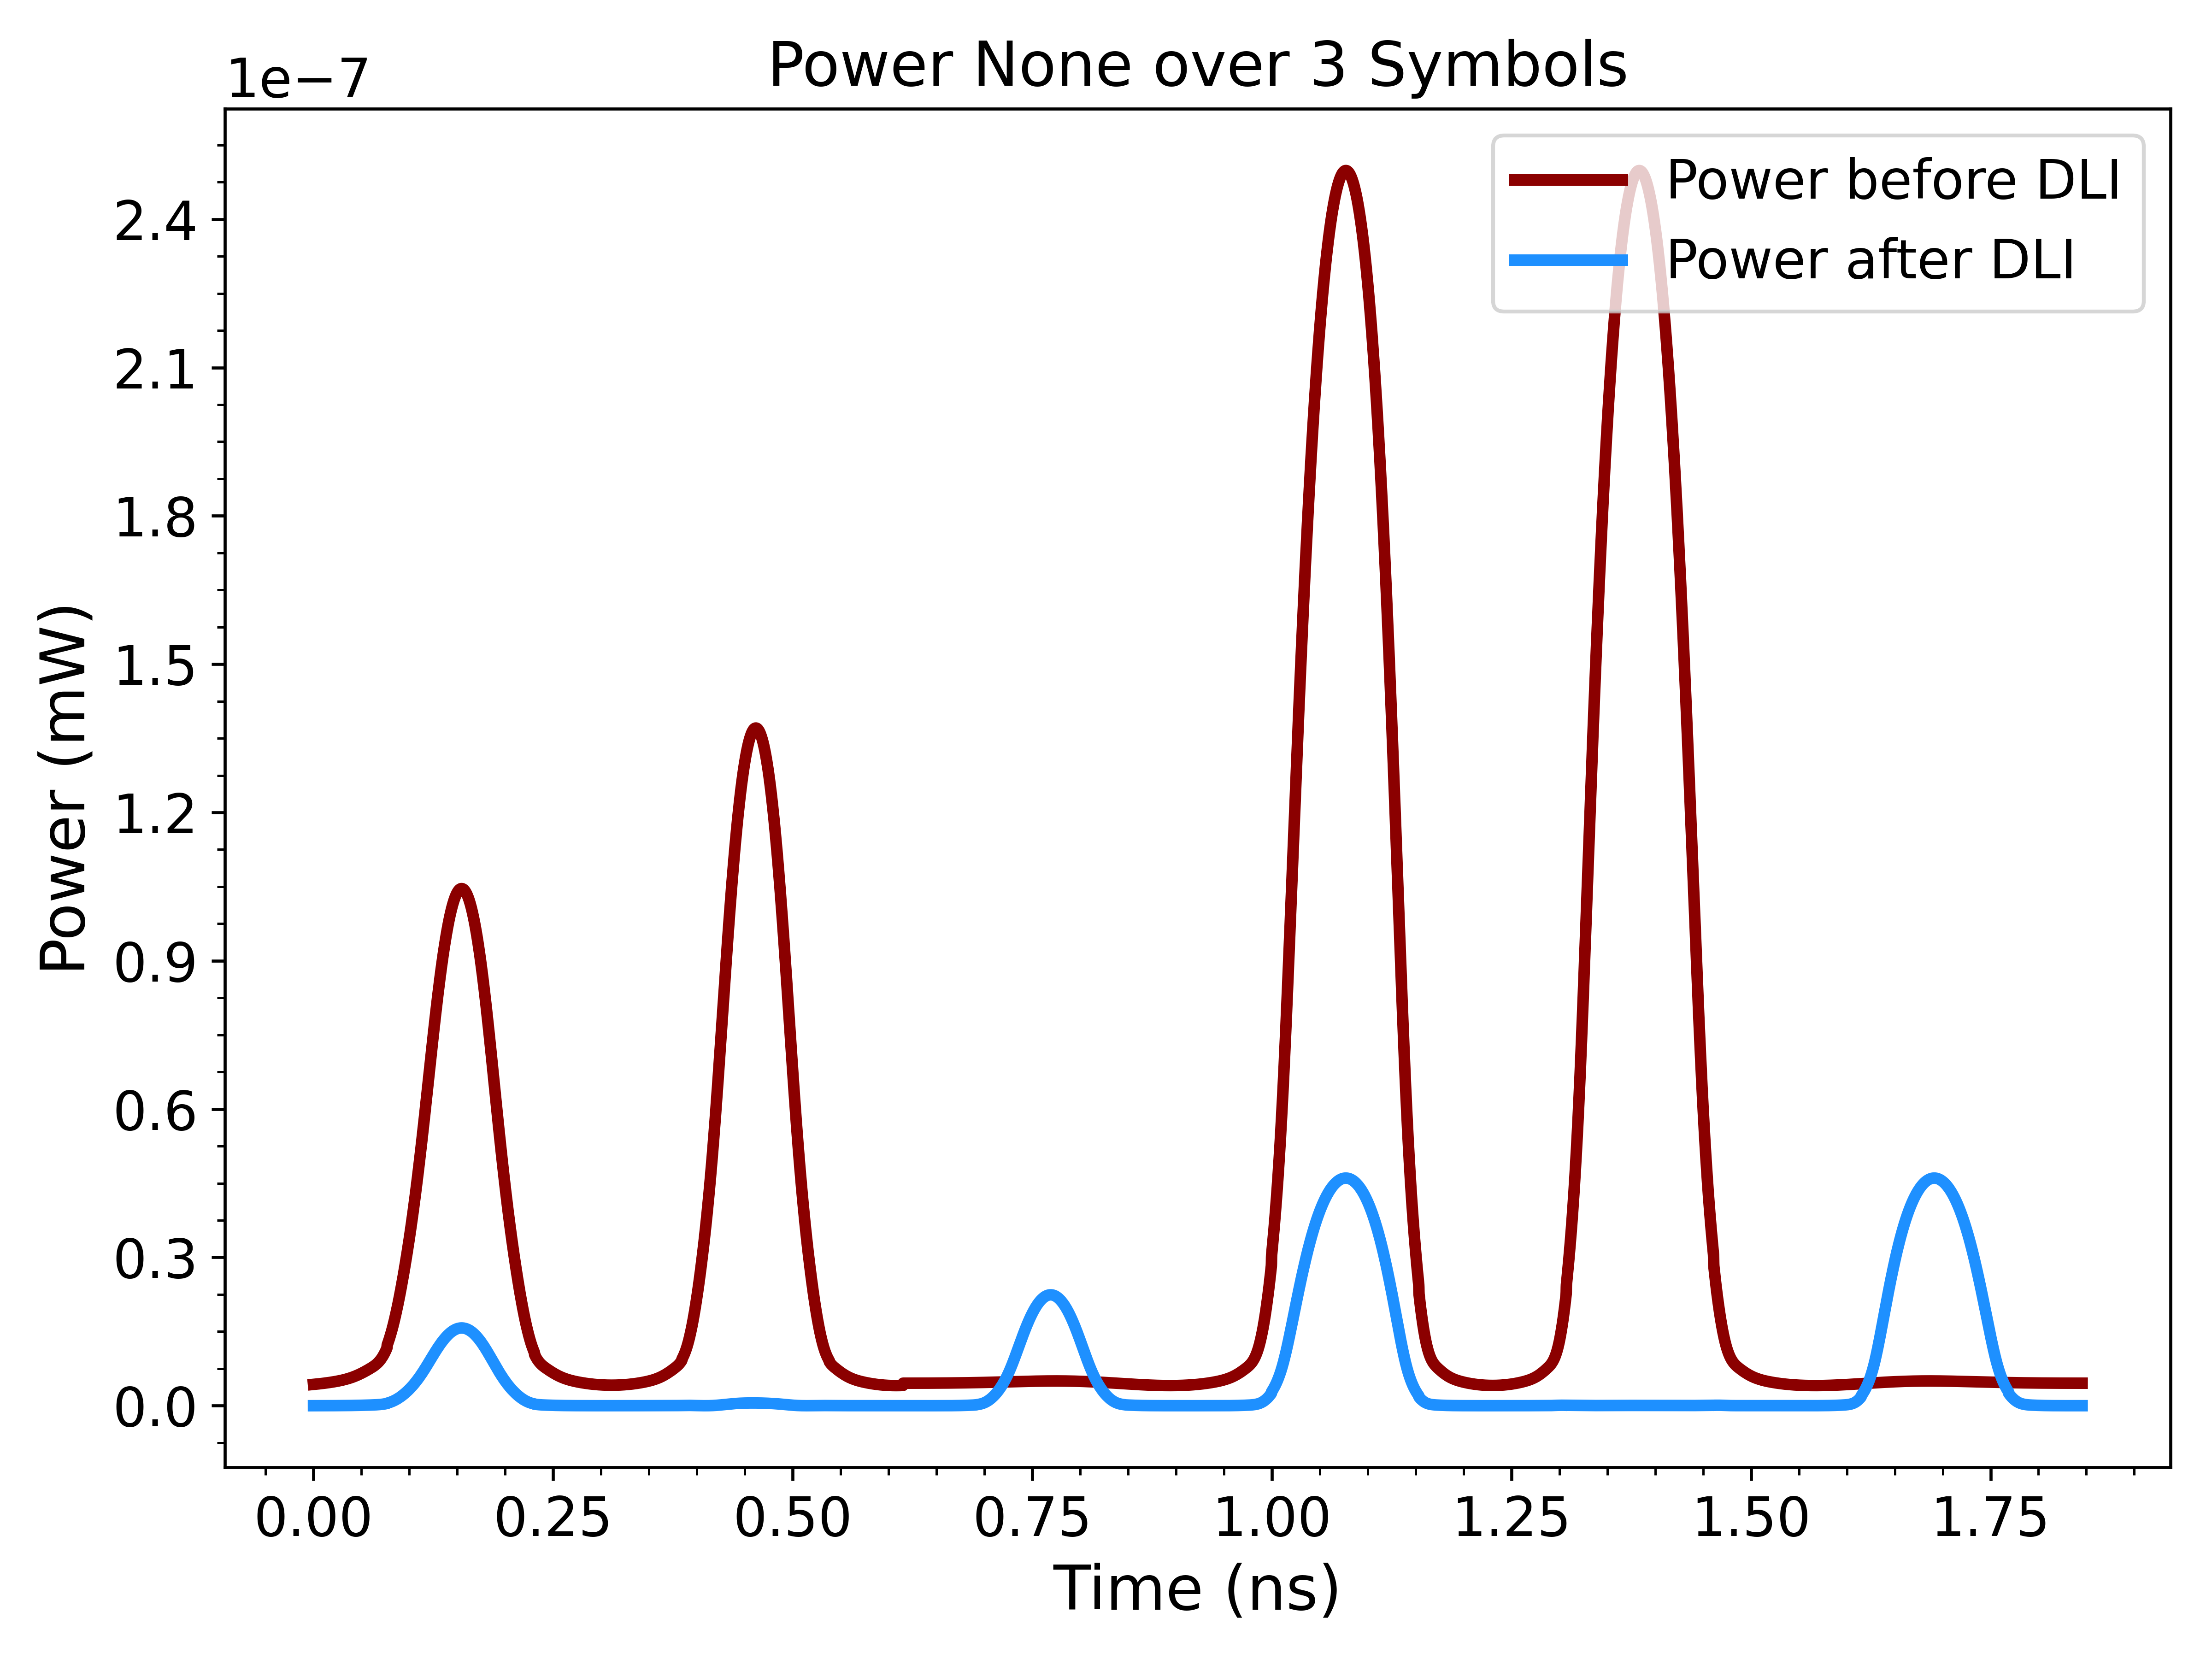 Power None over 3 Symbols
1e−7
Power before DLI
Power after DLI
2.4
2.1
1.8
1.5
1.2
0.9
0.6
0.3
0.0
Power (mW)
0.00 0.25 0.50 0.75 1.00 1.25 1.50 1.75
Time (ns)